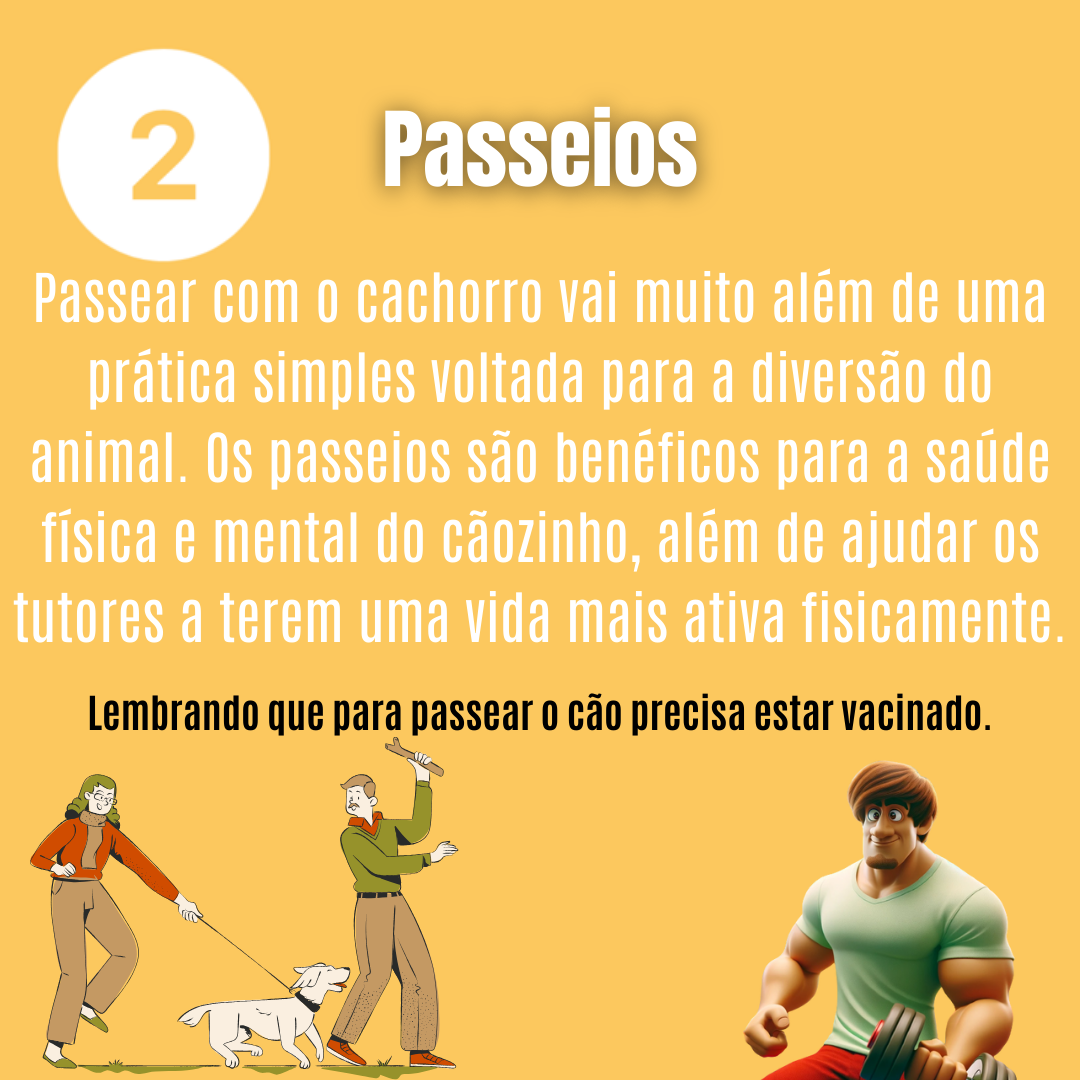 2
Passeios
Passear com o cachorro vai muito além de uma
prática simples voltada para a diversão do
animal. Os passeios são benéficos para a saúde
física e mental do cãozinho, além de ajudar os
tutores a terem uma vida mais ativa fisicamente.
Lembrando que para passear o cão precisa estar vacinado.